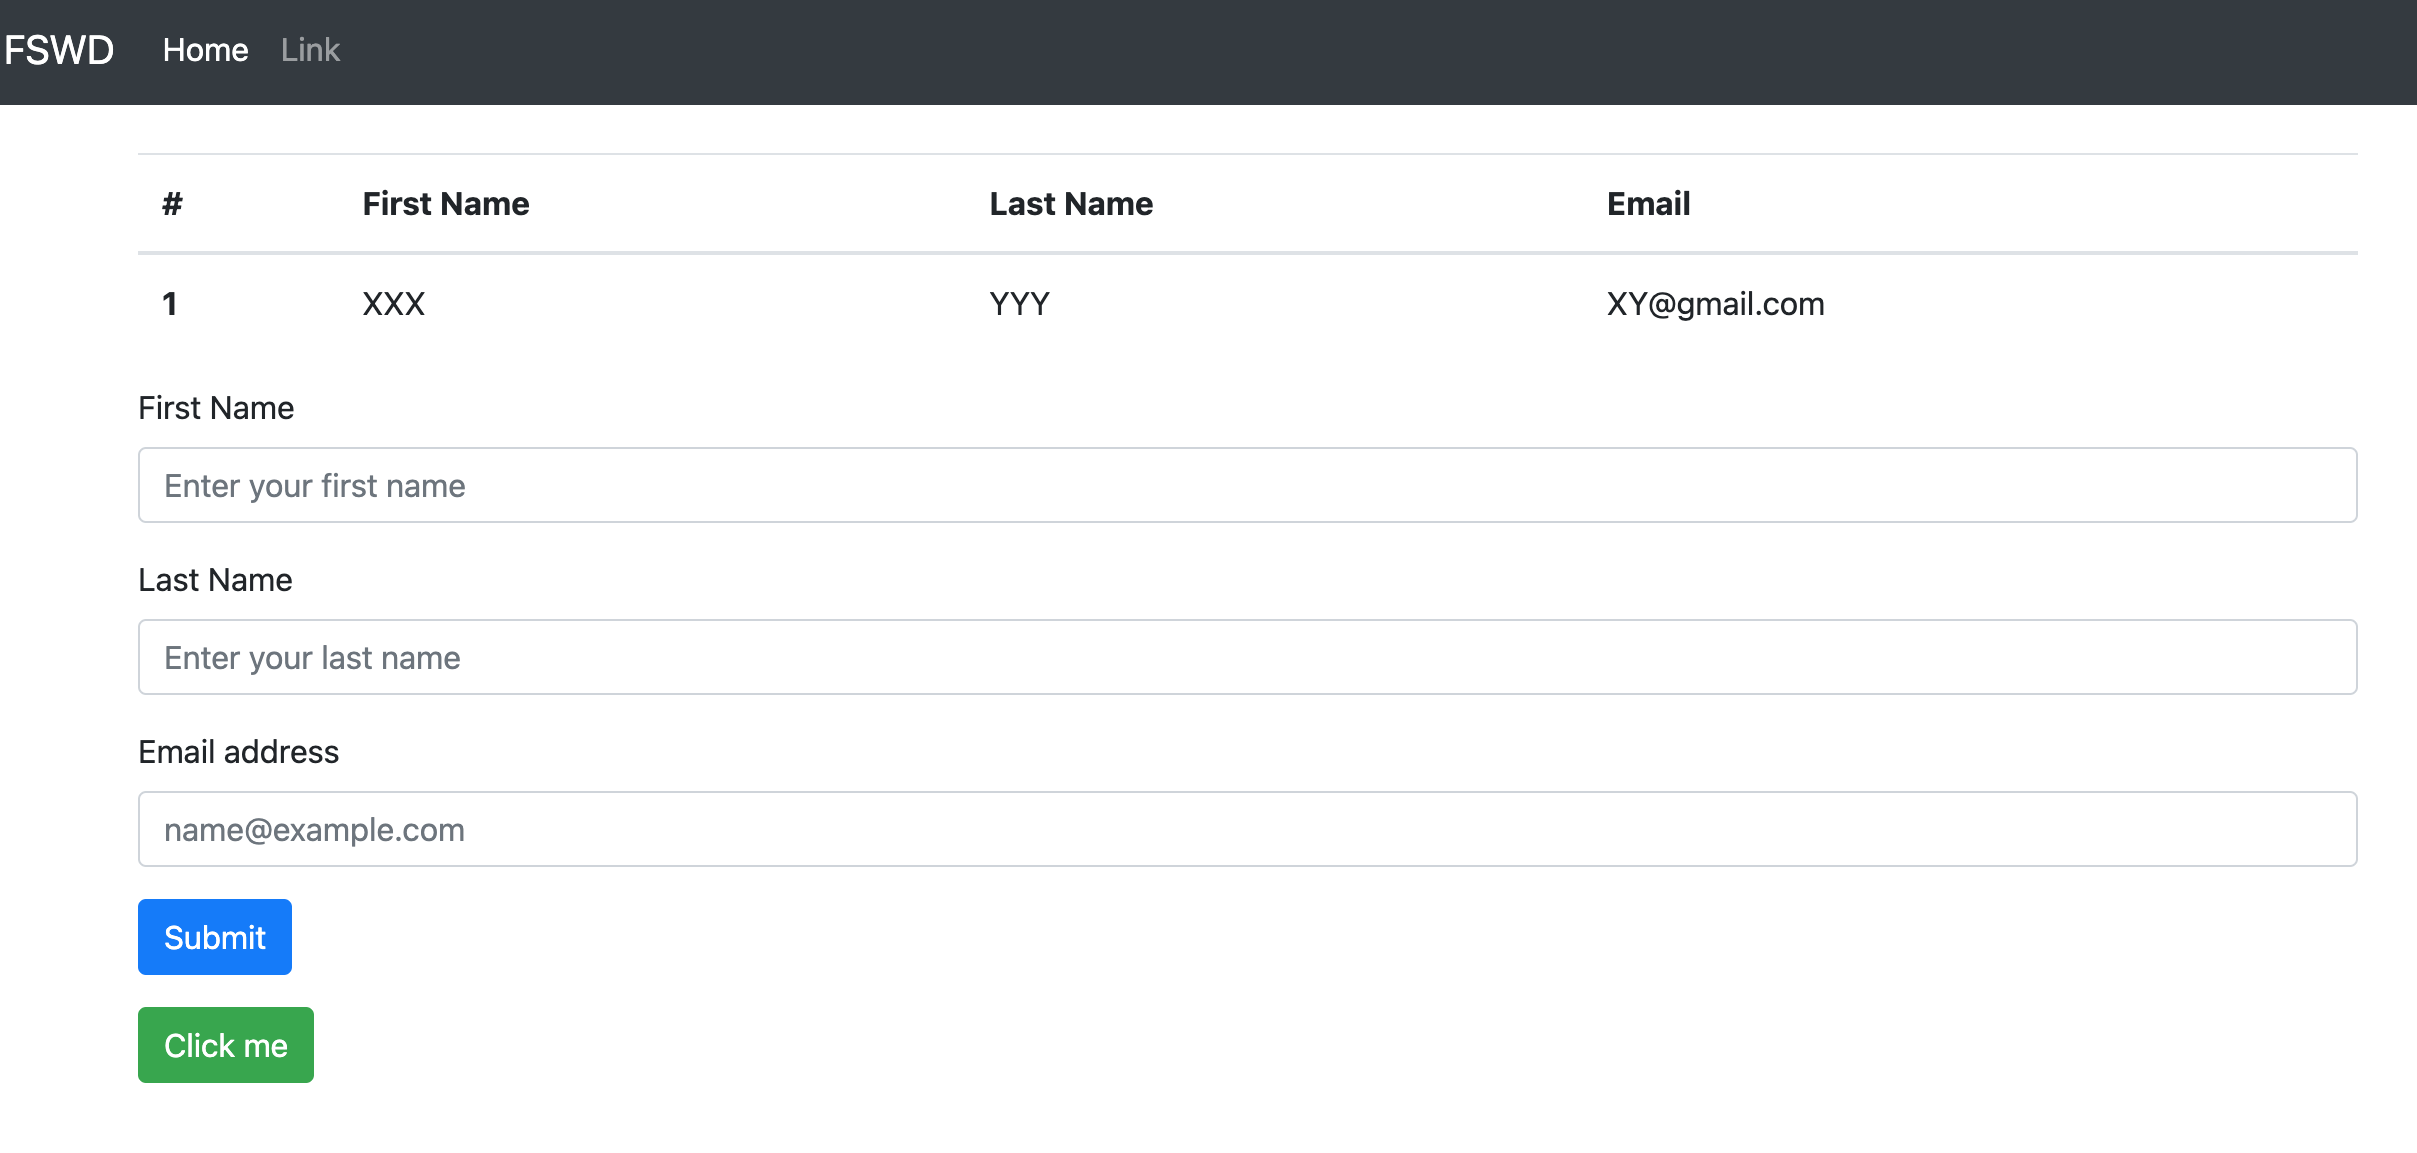 FSWD Home Link
# First Name Last Name Email
1 XXX YYY XY@gmail.com
First Name
Enter your first name
Last Name
Enter your last name
Email address
name@example.com
Submit
Click me